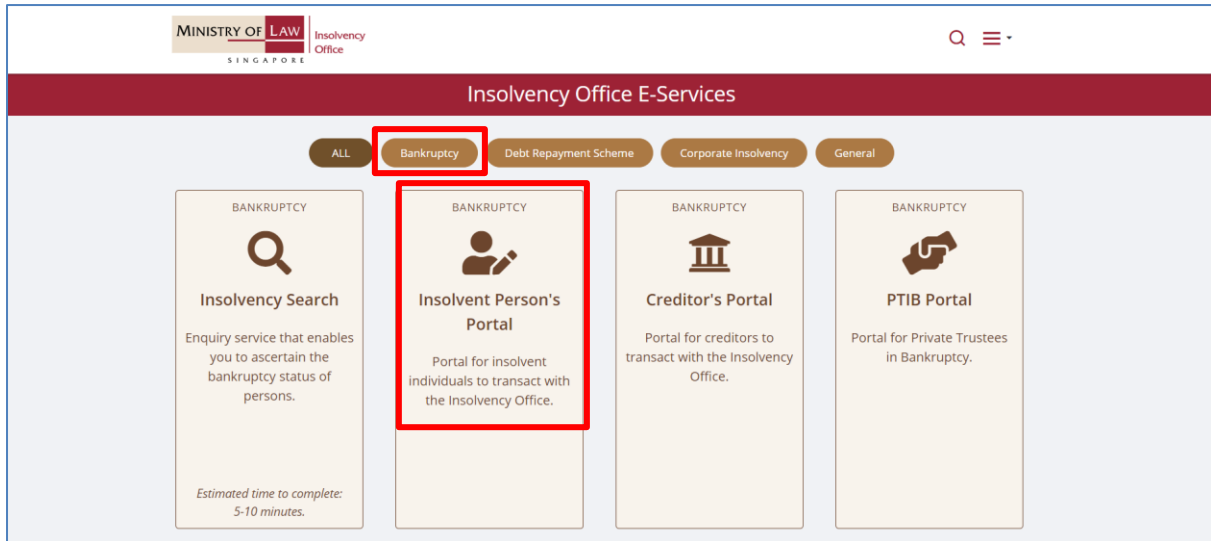 MINISTRY OF LAW
SINGAPORE
Insolvency
Office
Insolvency Office E-Services
ALL
Bankruptcy
Debt Repayment Scheme
Corporate Insolvency
General
BANKRUPTCY
Insolvency Search
Enquiry service that enables
you to ascertain the
bankruptcy status of
persons.
Estimated time to complete:
5-10 minutes.
BANKRUPTCY
Insolvent Person's
Portal
Portal for insolvent
individuals to transact with
the Insolvency Office.
BANKRUPTCY
Creditor's Portal
Portal for creditors to
transact with the Insolvency
Office.
BANKRUPTCY
PTIB Portal
Portal for Private Trustees
in Bankruptcy.